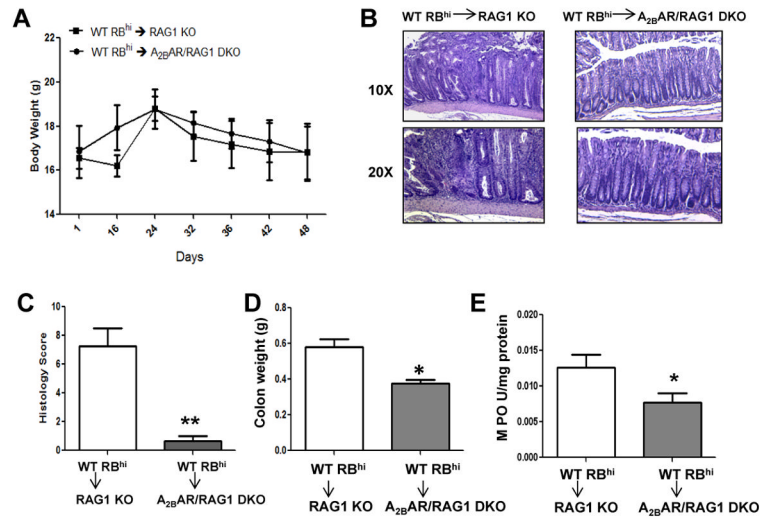 A
WT RBhi → RAG1 KO
WT RBhi → A2BAR/RAG1 DKO
Body Weight (g)
22
20
18
16
14
1 16 24 32 36 42 48
Days
B
WT RBhi → RAG1 KO WT RBhi → A2BAR/RAG1 DKO
10X
20X
C
Histology Score
10
8
6
4
2
0
**
WT RBhi WT RBhi
RAG1 KO A2BAR/RAG1 DKO
D
Colon weight (g)
0.8
0.6
0.4
0.2
0.0
*
WT RBhi WT RBhi
RAG1 KO A2BAR/RAG1 DKO
E
M PO U/mg protein
0.020
0.015
0.010
0.005
0.000
*
WT RBhi WT RBhi
RAG1 KO A2BAR/RAG1 DKO